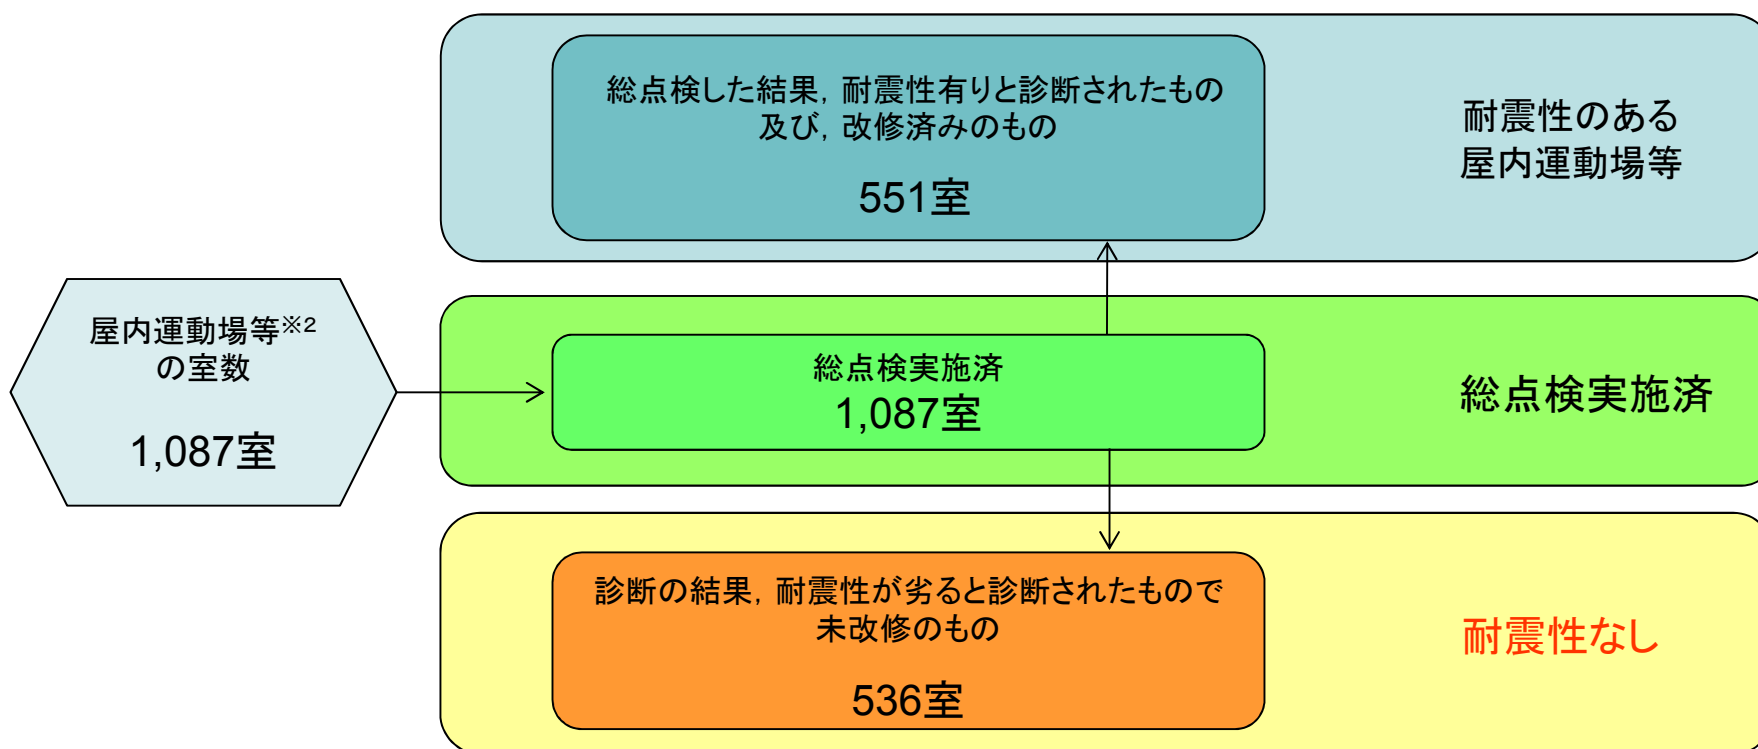 総点検した結果，耐震性有りと診断されたもの
及び，改修済みのもの
551室
耐震性のある
屋内運動場等
屋内運動場等※2
の室数
1,087室
総点検実施済
1,087室
総点検実施済
診断の結果，耐震性が劣ると診断されたもので
未改修のもの
536室
耐震性なし